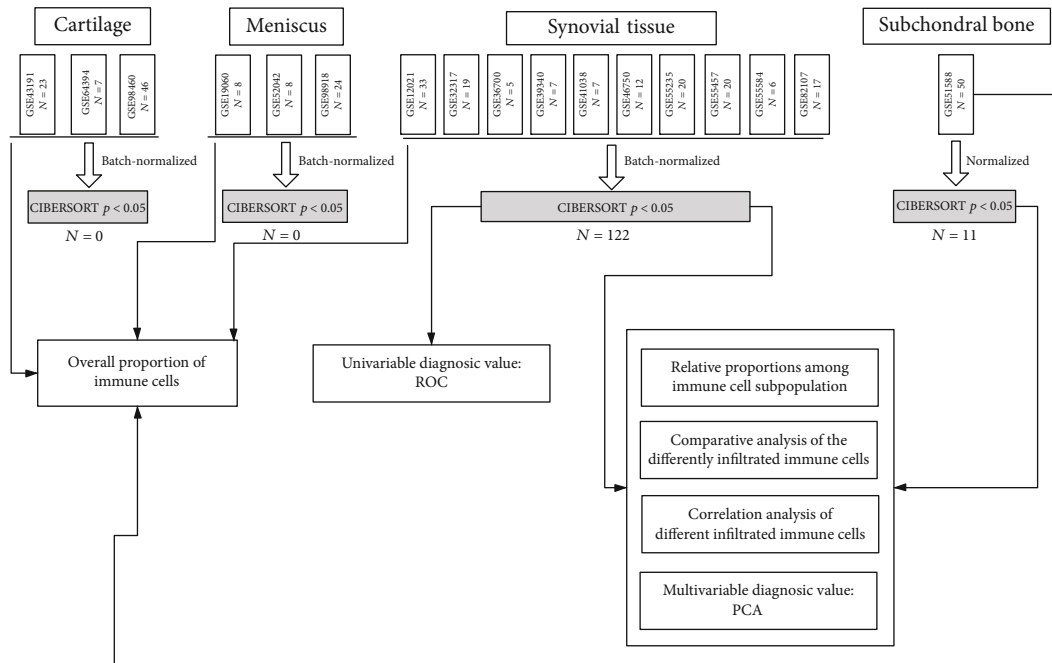 Cartilage
Meniscus
Synovial tissue
Subchondral bone
GSE43191
N = 23
GSE64394
N = 7
GSE98460
N = 46
GSE19060
N = 8
GSE52042
N = 8
GSE98918
N = 24
GSE12021
N = 33
GSE32317
N = 19
GSE36700
N = 5
GSE39340
N = 7
GSE41038
N = 7
GSE46750
N = 12
GSE55235
N = 20
GSE55457
N = 20
GSE55584
N = 6
GSE82107
N = 17
GSE51588
N = 50
Batch-normalized
Batch-normalized
Batch-normalized
Normalized
CIBERSORT p < 0.05
CIBERSORT p < 0.05
CIBERSORT p < 0.05
CIBERSORT p < 0.05
N = 0
N = 0
N = 122
N = 11
Overall proportion of
immune cells
Univariable diagnosic value:
ROC
Relative proportions among
immune cell subpopulation
Comparative analysis of the
differently infiltrated immune cells
Correlation analysis of
different infiltrated immune cells
Multivariable diagnosic value:
PCA